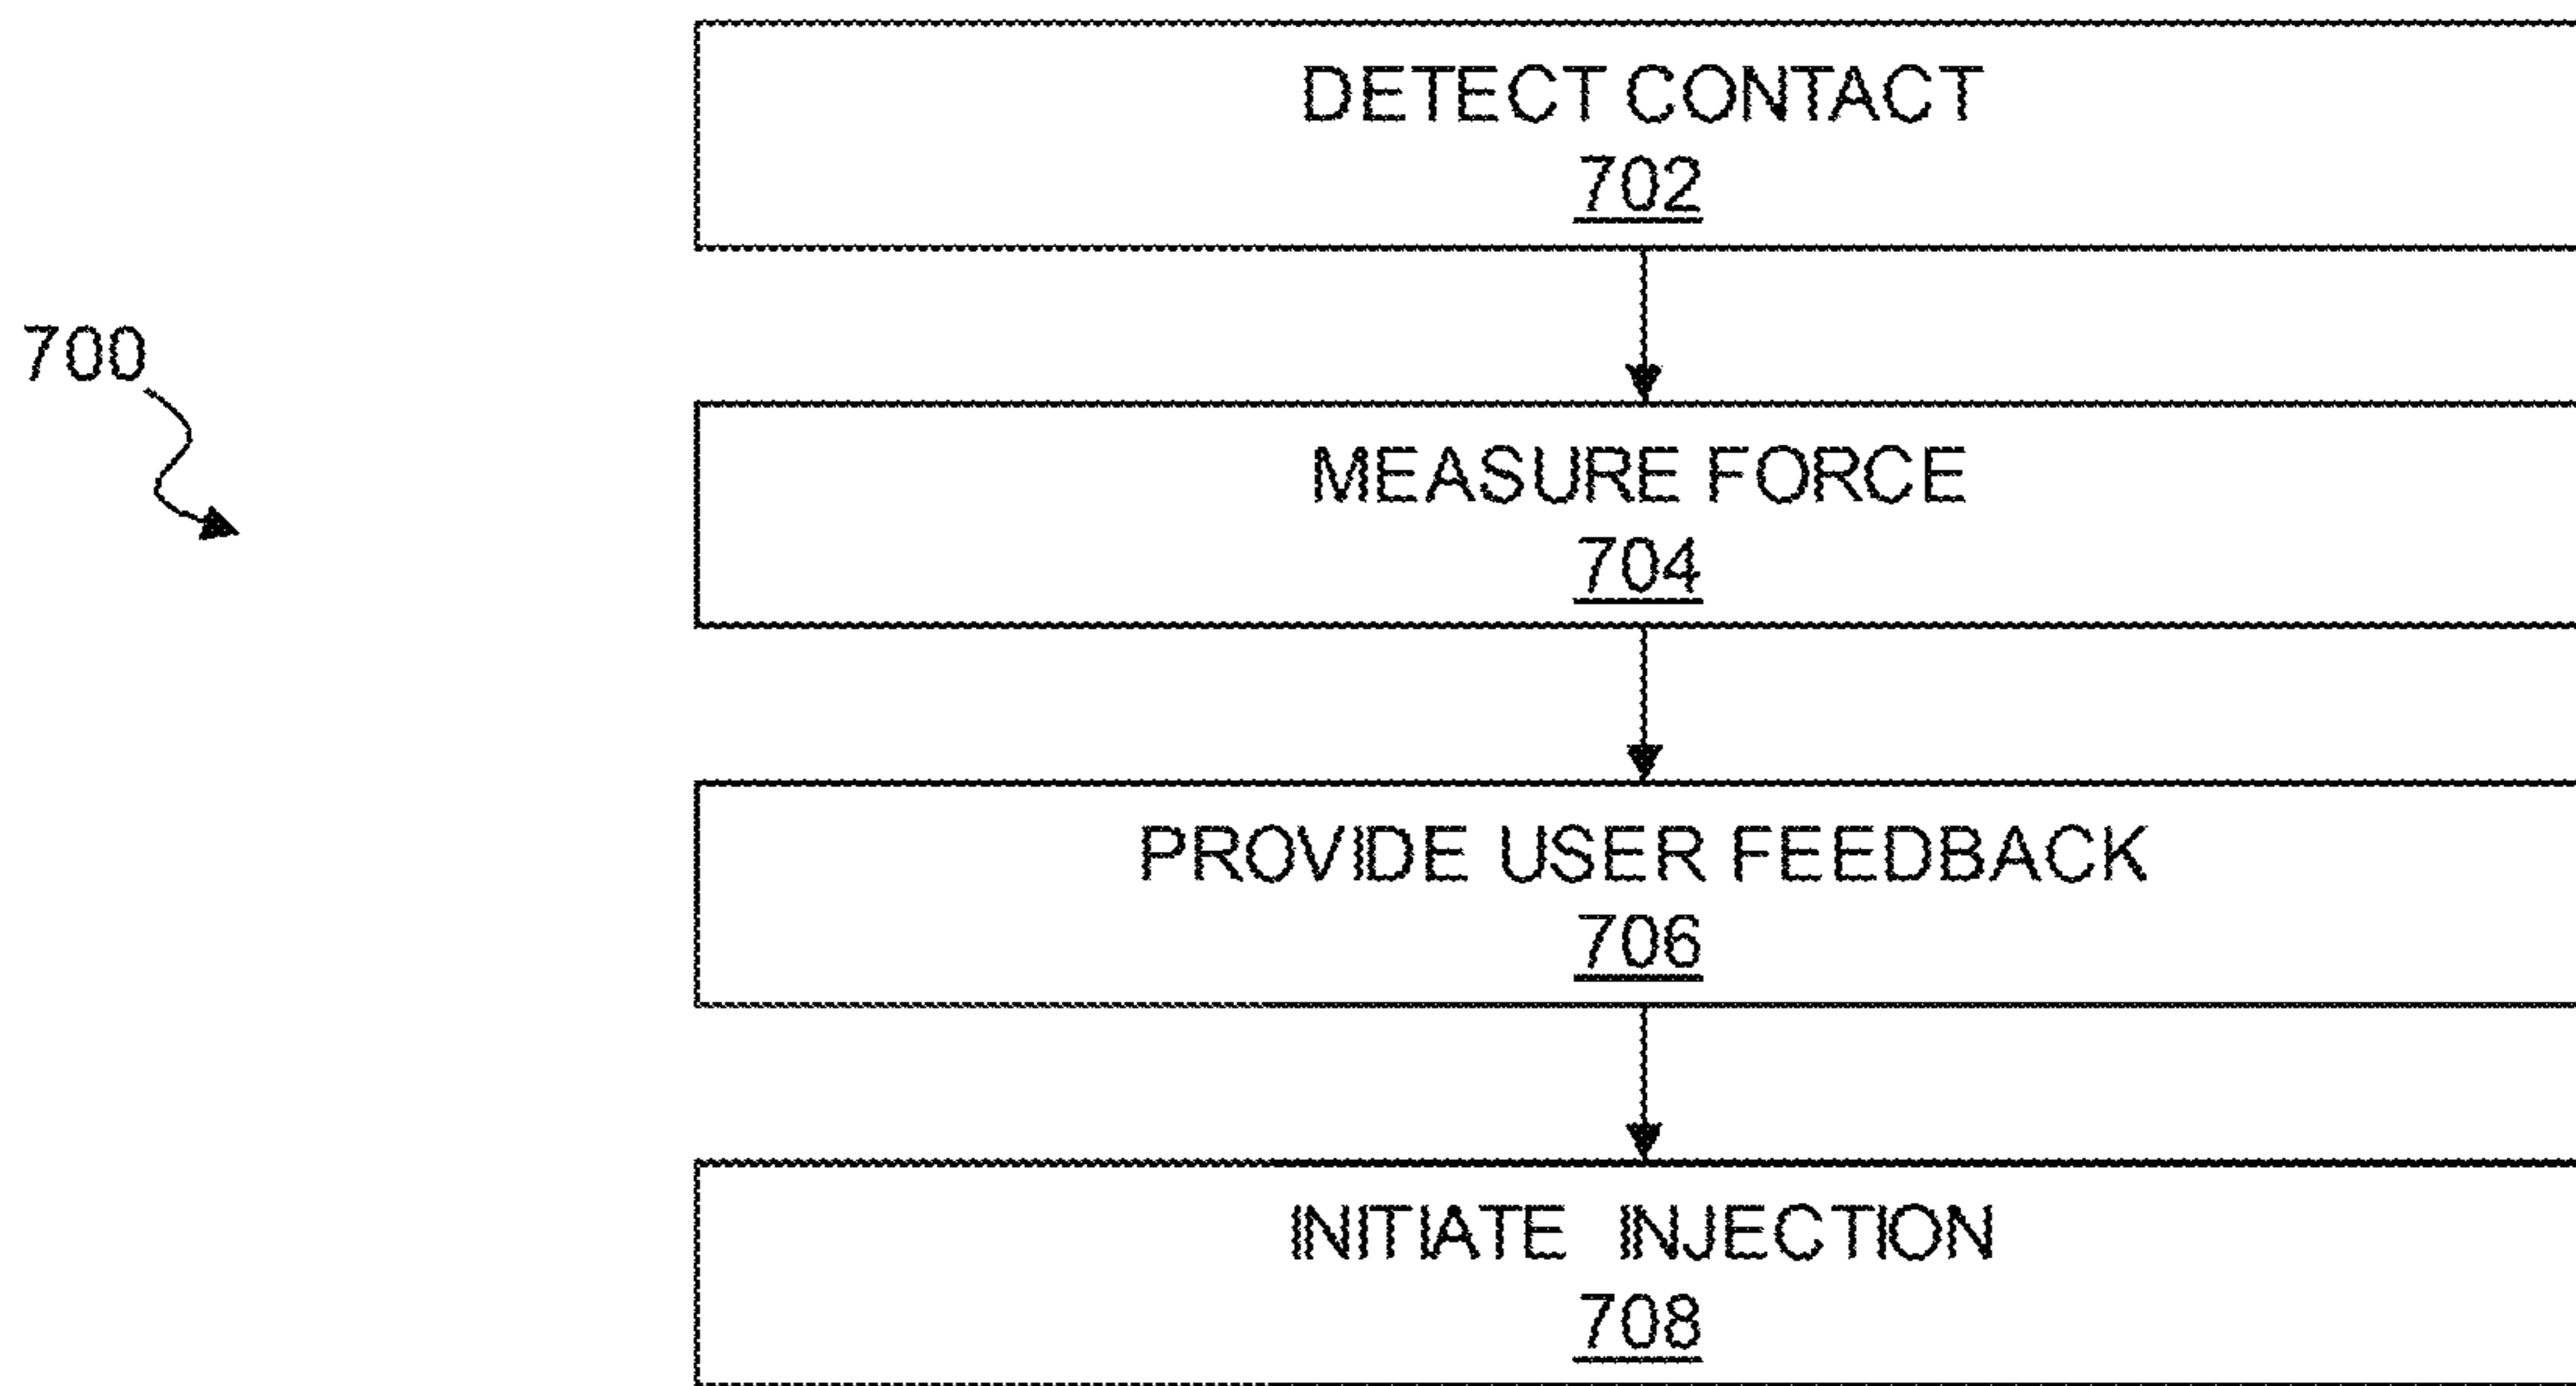 DETECT CONTACT
702
700
MEASURE FORCE
704
PROVIDE USER FEEDBACK
706
INITIATE INJECTION
708